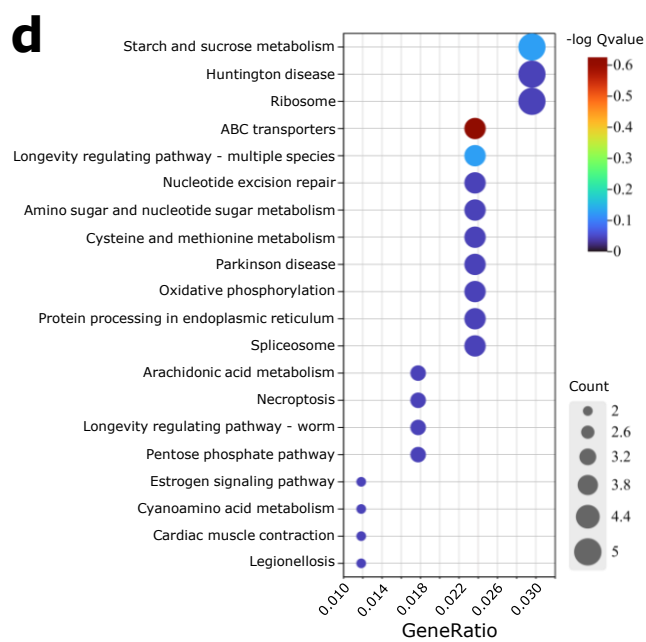 d
Starch and sucrose metabolism
Huntington disease
Ribosome
ABC transporters
Longevity regulating pathway - multiple species
Nucleotide excision repair
Amino sugar and nucleotide sugar metabolism
Cysteine and methionine metabolism
Parkinson disease
Oxidative phosphorylation
Protein processing in endoplasmic reticulum
Spliceosome
Arachidonic acid metabolism
Necroptosis
Longevity regulating pathway - worm
Pentose phosphate pathway
Estrogen signaling pathway
Cyanoamino acid metabolism
Cardiac muscle contraction
Legionellosis
0.010 0.014 0.018 0.022 0.026 0.030
GeneRatio
-log Qvalue
0.6
0.5
0.4
0.3
0.2
0.1
0
Count
2
2.6
3.2
3.8
4.4
5